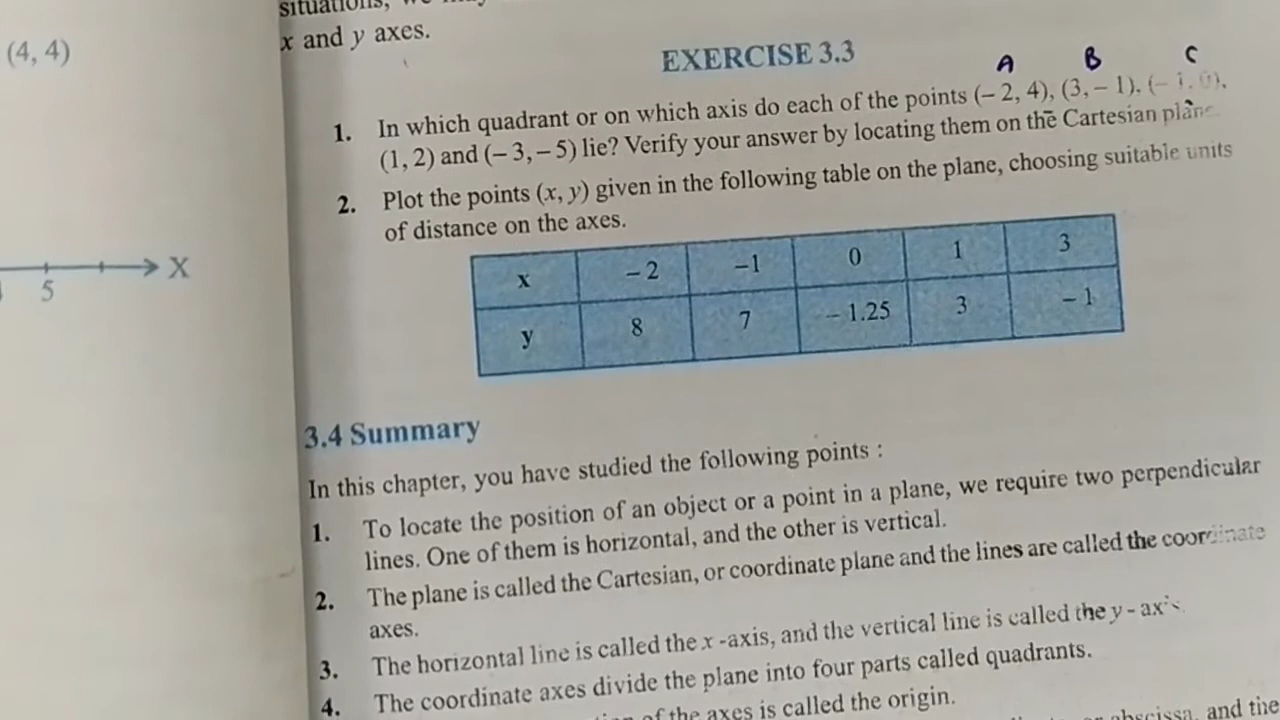 situations, we
x and y axes.
(4, 4)
X
5
EXERCISE 3.3
A B C
1. In which quadrant or on which axis do each of the points (– 2, 4), (3, – 1), (– 1, 0),
(1, 2) and (– 3, – 5) lie? Verify your answer by locating them on the Cartesian plane
2. Plot the points (x, y) given in the following table on the plane, choosing suitable units
of distance on the axes.
x – 2 –1 0 1 3
y 8 7 – 1.25 3 – 1
3.4 Summary
In this chapter, you have studied the following points :
1. To locate the position of an object or a point in a plane, we require two perpendicular
lines. One of them is horizontal, and the other is vertical.
2. The plane is called the Cartesian, or coordinate plane and the lines are called the coordinate
axes.
3. The horizontal line is called the x -axis, and the vertical line is called the y - axis.
4. The coordinate axes divide the plane into four parts called quadrants.
of the axes is called the origin.
abscissa, and the